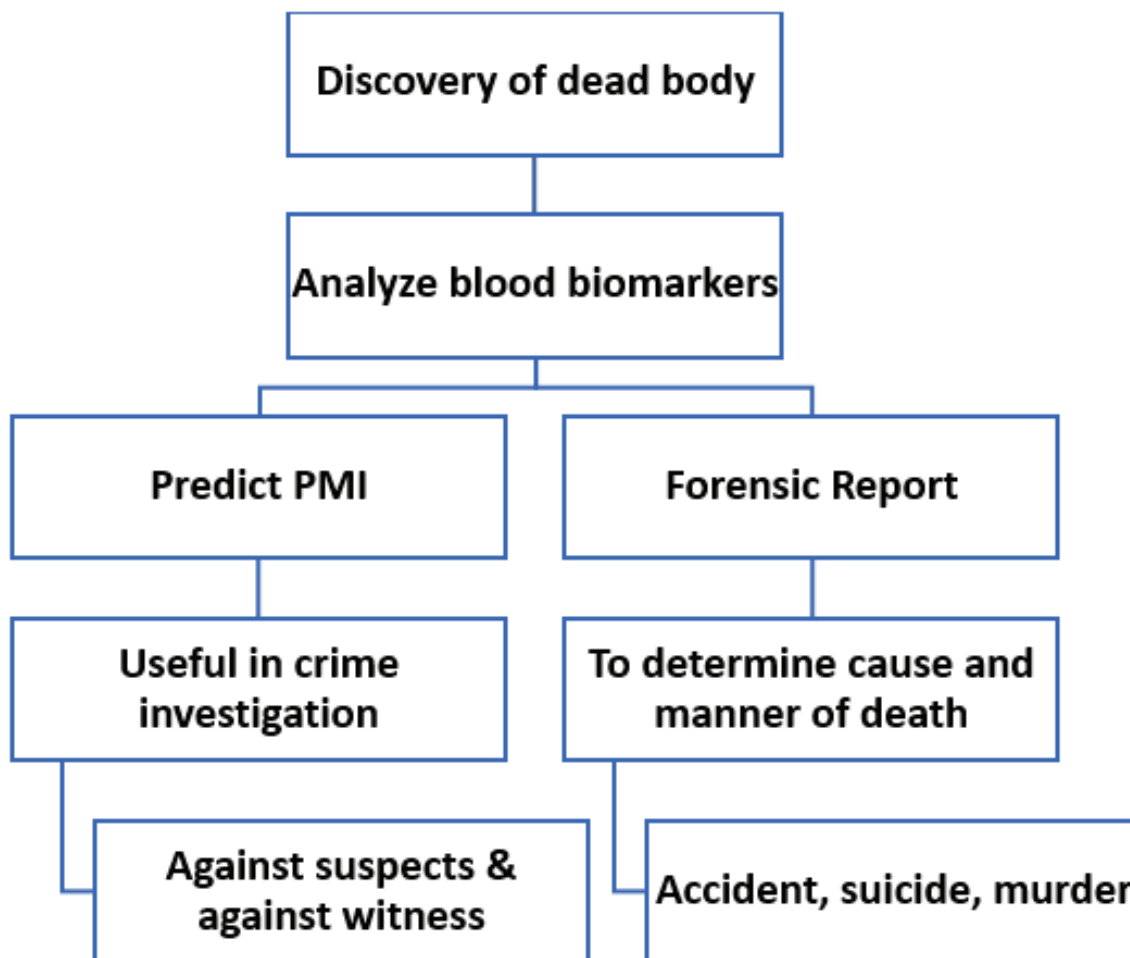 Discovery of dead body
Analyze blood biomarkers
Predict PMI
Forensic Report
Useful in crime
investigation
To determine cause and
manner of death
Against suspects &
against witness
Accident, suicide, murder